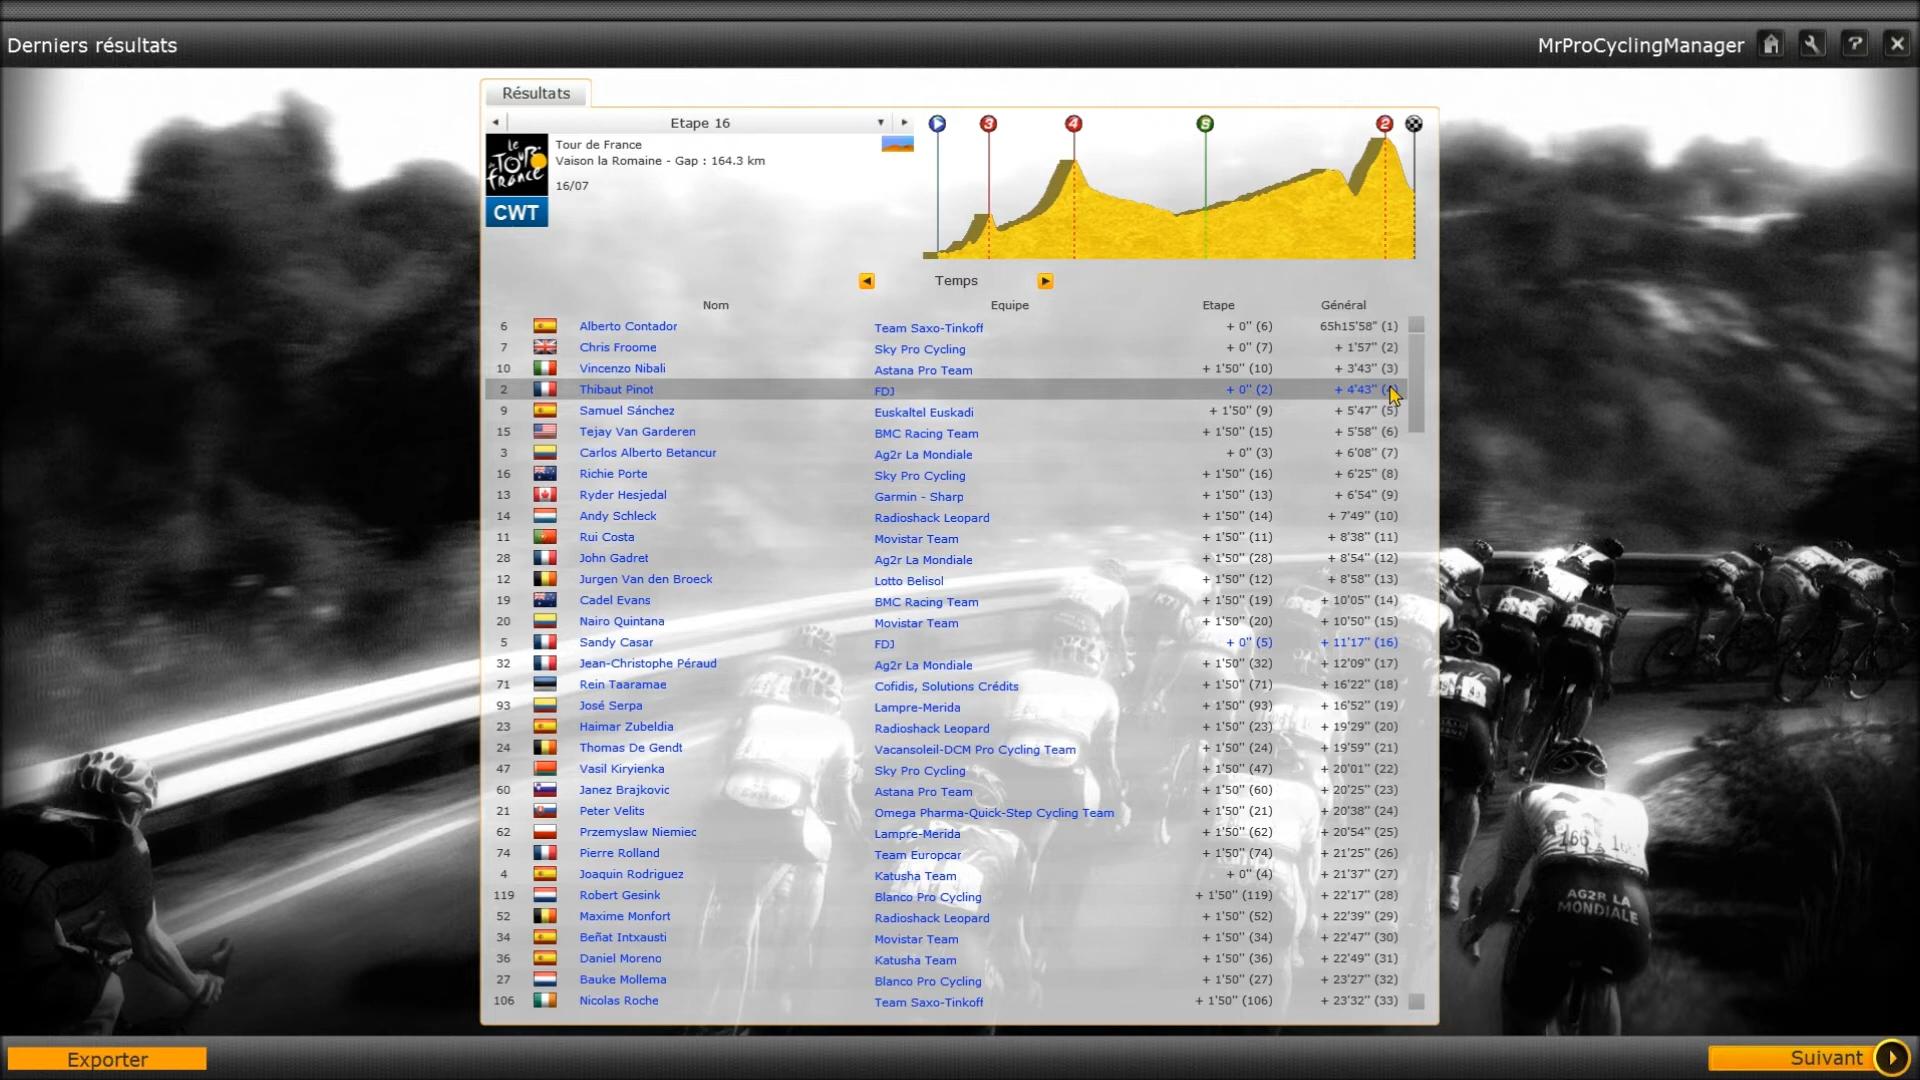 Derniers résultats
MrProCyclingManager
Résultats
Etape 16
Tour de France
Vaison la Romaine - Gap : 164.3 km
16/07
le TOUR de france
CWT
3 4 S 2
Temps
Nom Equipe Etape Général
6 Alberto Contador Team Saxo-Tinkoff + 0'' (6) 65h15'58'' (1)
7 Chris Froome Sky Pro Cycling + 0'' (7) + 1'57'' (2)
10 Vincenzo Nibali Astana Pro Team + 1'50'' (10) + 3'43'' (3)
2 Thibaut Pinot FDJ + 0'' (2) + 4'43''
9 Samuel Sánchez Euskaltel Euskadi + 1'50'' (9) + 5'47'' (5)
15 Tejay Van Garderen BMC Racing Team + 1'50'' (15) + 5'58'' (6)
3 Carlos Alberto Betancur Ag2r La Mondiale + 0'' (3) + 6'08'' (7)
16 Richie Porte Sky Pro Cycling + 1'50'' (16) + 6'25'' (8)
13 Ryder Hesjedal Garmin - Sharp + 1'50'' (13) + 6'54'' (9)
14 Andy Schleck Radioshack Leopard + 1'50'' (14) + 7'49'' (10)
11 Rui Costa Movistar Team + 1'50'' (11) + 8'38'' (11)
28 John Gadret Ag2r La Mondiale + 1'50'' (28) + 8'54'' (12)
12 Jurgen Van den Broeck Lotto Belisol + 1'50'' (12) + 8'58'' (13)
19 Cadel Evans BMC Racing Team + 1'50'' (19) + 10'05'' (14)
20 Nairo Quintana Movistar Team + 1'50'' (20) + 10'50'' (15)
5 Sandy Casar FDJ + 0'' (5) + 11'17'' (16)
32 Jean-Christophe Péraud Ag2r La Mondiale + 1'50'' (32) + 12'09'' (17)
71 Rein Taaramae Cofidis, Solutions Crédits + 1'50'' (71) + 16'22'' (18)
93 José Serpa Lampre-Merida + 1'50'' (93) + 16'52'' (19)
23 Haimar Zubeldia Radioshack Leopard + 1'50'' (23) + 19'29'' (20)
24 Thomas De Gendt Vacansoleil-DCM Pro Cycling Team + 1'50'' (24) + 19'59'' (21)
47 Vasil Kiryienka Sky Pro Cycling + 1'50'' (47) + 20'01'' (22)
60 Janez Brajkovic Astana Pro Team + 1'50'' (60) + 20'25'' (23)
21 Peter Velits Omega Pharma-Quick-Step Cycling Team + 1'50'' (21) + 20'38'' (24)
62 Przemyslaw Niemiec Lampre-Merida + 1'50'' (62) + 20'54'' (25)
74 Pierre Rolland Team Europcar + 1'50'' (74) + 21'25'' (26)
4 Joaquin Rodriguez Katusha Team + 0'' (4) + 21'37'' (27)
119 Robert Gesink Blanco Pro Cycling + 1'50'' (119) + 22'17'' (28)
52 Maxime Monfort Radioshack Leopard + 1'50'' (52) + 22'39'' (29)
34 Beñat Intxausti Movistar Team + 1'50'' (34) + 22'47'' (30)
36 Daniel Moreno Katusha Team + 1'50'' (36) + 22'49'' (31)
27 Bauke Mollema Blanco Pro Cycling + 1'50'' (27) + 23'27'' (32)
106 Nicolas Roche Team Saxo-Tinkoff + 1'50'' (106) + 23'32'' (33)
166
AG2R LA
MONDIALE
Exporter
Suivant